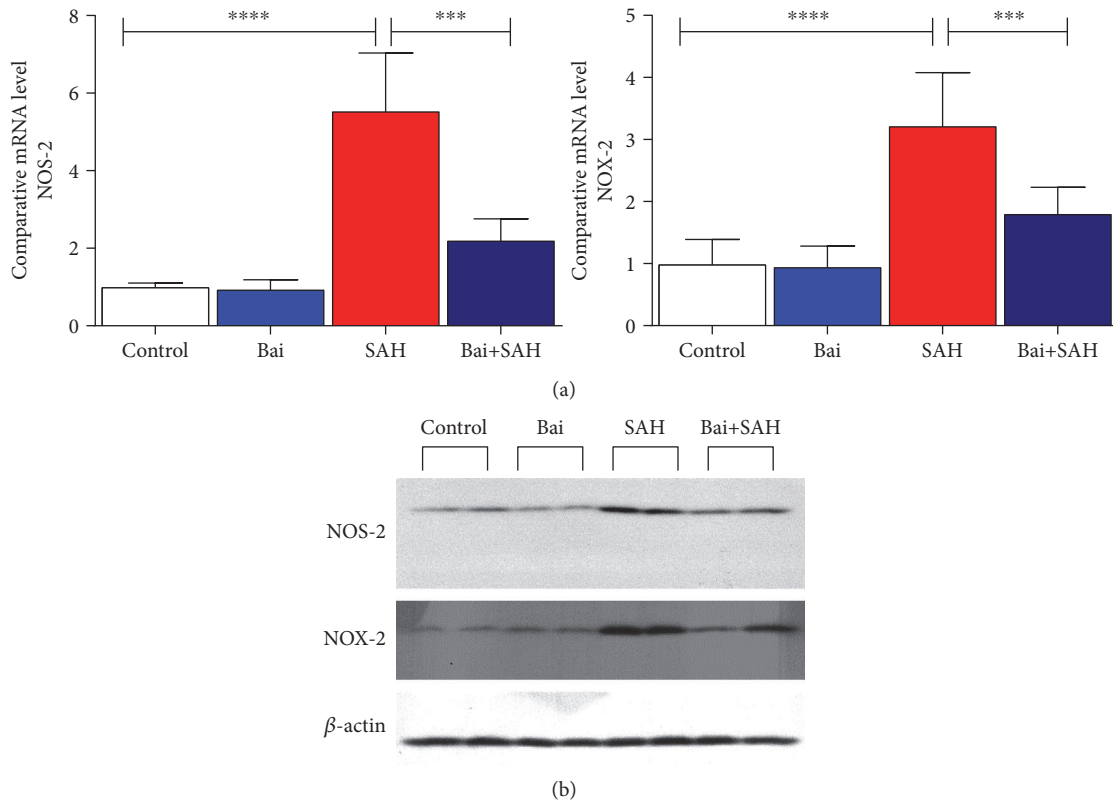 Comparative mRNA level
NOS-2
8
6
4
2
0
****
***
Control
Bai
SAH
Bai+SAH
Comparative mRNA level
NOX-2
5
4
3
2
1
0
****
***
Control
Bai
SAH
Bai+SAH
(a)
Control
Bai
SAH
Bai+SAH
NOS-2
NOX-2
β-actin
(b)